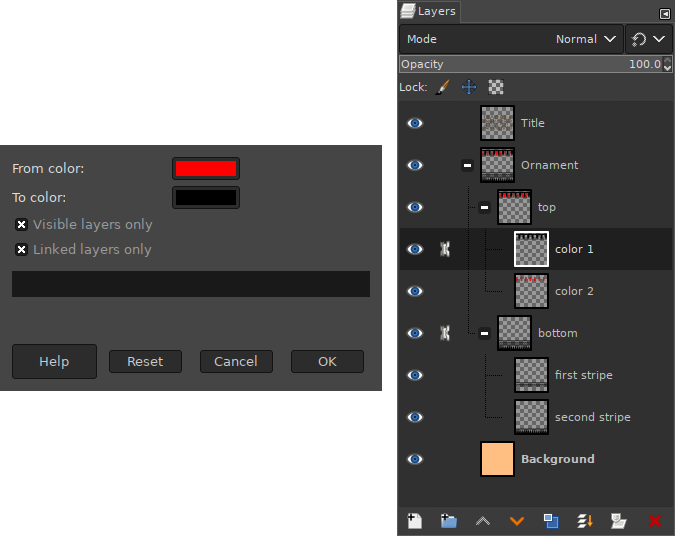 From color:
To color:
Visible layers only
Linked layers only
Help
Reset
Cancel
OK
Layers
Mode
Normal
Opacity
100.0
Lock:
Title
Ornament
top
color 1
color 2
bottom
first stripe
second stripe
Background